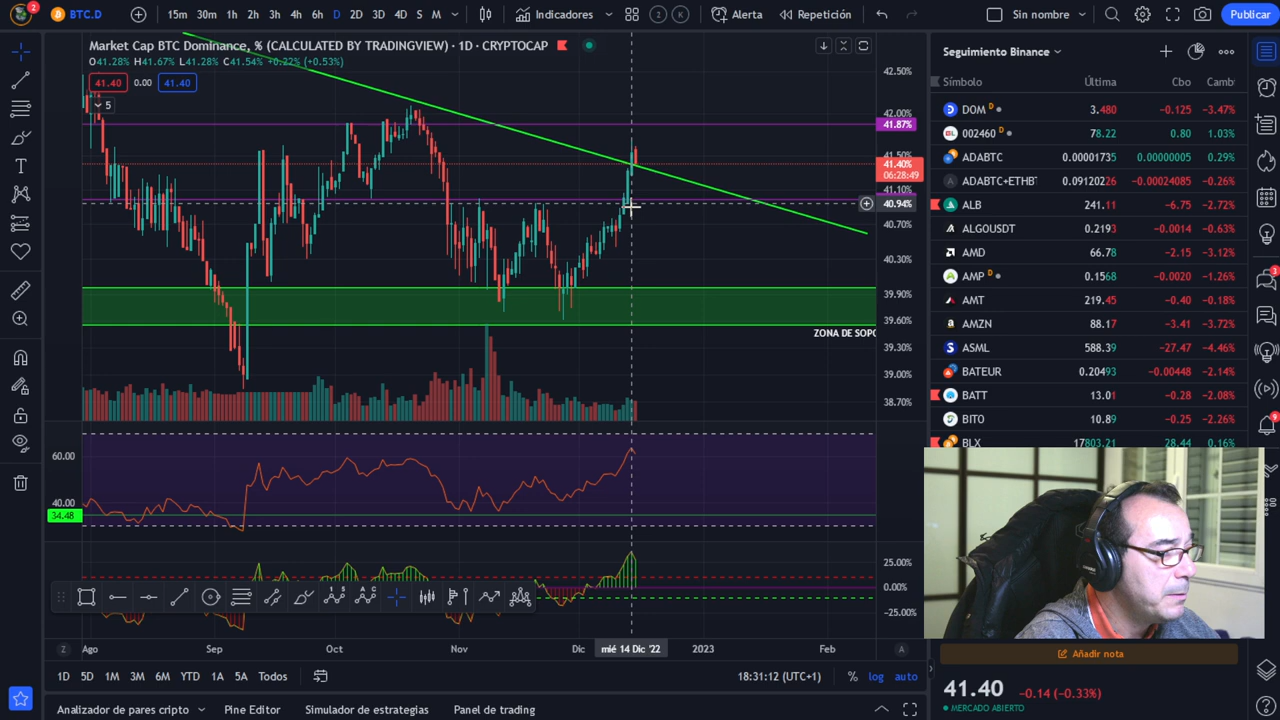 2
BTC.D
15m 30m 1h 2h 3h 4h 6h D 2D 3D 4D S M
Indicadores
2 K
Alerta
Repetición
Sin nombre
Publicar
Market Cap BTC Dominance, % (CALCULATED BY TRADINGVIEW) · 1D · CRYPTOCAP
O41.28% H41.67% L41.28% C41.54% +0.22% (+0.53%)
41.40 0.00 41.40
5
42.50%
42.00%
41.87%
41.50%
41.40%
06:28:49
41.10%
40.94%
40.70%
40.30%
39.90%
39.60%
ZONA DE SOPO
39.30%
39.00%
38.70%
60.00
40.00
34.48
25.00%
0.00%
−25.00%
Z
Ago Sep Oct Nov Dic mié 14 Dic '22 2023 Feb
A
1D 5D 1M 3M 6M YTD 1A 5A Todos
18:31:12 (UTC+1)
% log auto
Analizador de pares cripto
Pine Editor
Simulador de estrategias
Panel de trading
Seguimiento Binance
Símbolo Última Cbo
DOM D 3.480 −0.125 −3.47%
002460 D 78.22 0.80 1.03%
ADABTC 0.00001735 0.00000005 0.29%
ADABTC+ETHBT 0.09120226 −0.00024085 −0.26%
ALB 241.11 −6.75 −2.72%
ALGOUSDT 0.2193 −0.0014 −0.63%
AMD 66.78 −2.15 −3.12%
AMP D 0.1568 −0.0020 −1.26%
AMT 219.45 −0.40 −0.18%
AMZN 88.17 −3.41 −3.72%
ASML 588.39 −27.47 −4.46%
BATEUR 0.20493 −0.00448 −2.14%
BATT 13.01 −0.28 −2.08%
BITO 10.89 −0.25 −2.26%
BLX 17803.21 28.44 0.16%
3
9
Añadir nota
41.40 −0.14 (−0.33%)
MERCADO ABIERTO